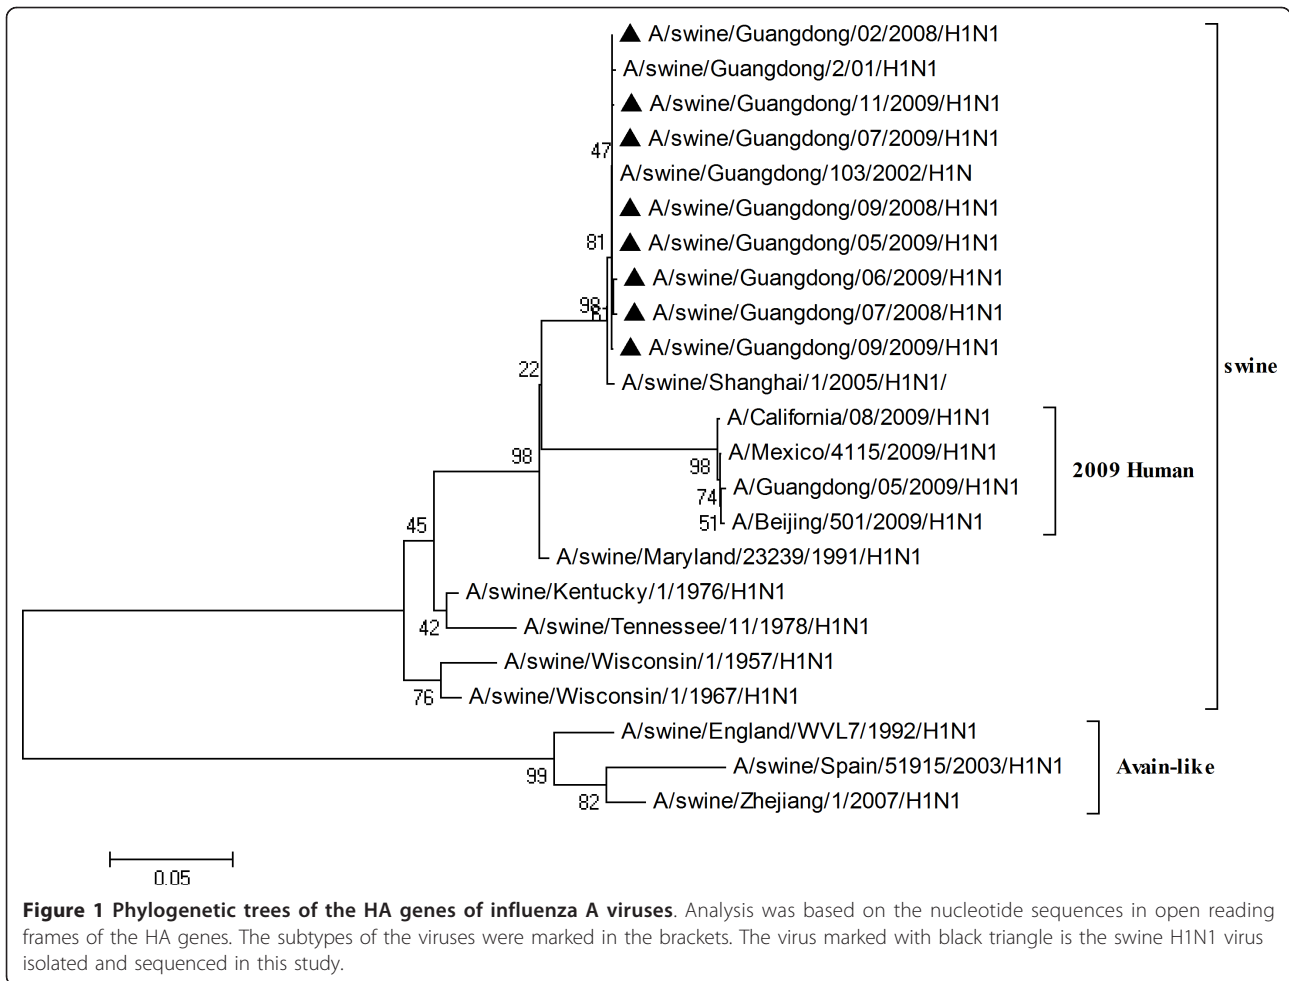 ▲ A/swine/Guangdong/02/2008/H1N1
A/swine/Guangdong/2/01/H1N1
▲ A/swine/Guangdong/11/2009/H1N1
▲ A/swine/Guangdong/07/2009/H1N1
47
A/swine/Guangdong/103/2002/H1N
▲ A/swine/Guangdong/09/2008/H1N1
81
▲ A/swine/Guangdong/05/2009/H1N1
▲ A/swine/Guangdong/06/2009/H1N1
98
▲ A/swine/Guangdong/07/2008/H1N1
▲ A/swine/Guangdong/09/2009/H1N1
swine
22
A/swine/Shanghai/1/2005/H1N1/
A/California/08/2009/H1N1
98
A/Mexico/4115/2009/H1N1
98
2009 Human
A/Guangdong/05/2009/H1N1
74
51
A/Beijing/501/2009/H1N1
45
A/swine/Maryland/23239/1991/H1N1
A/swine/Kentucky/1/1976/H1N1
42
A/swine/Tennessee/11/1978/H1N1
A/swine/Wisconsin/1/1957/H1N1
76
A/swine/Wisconsin/1/1967/H1N1
A/swine/England/WVL7/1992/H1N1
A/swine/Spain/51915/2003/H1N1
Avain-like
99
82
A/swine/Zhejiang/1/2007/H1N1
0.05
Figure 1 Phylogenetic trees of the HA genes of influenza A viruses. Analysis was based on the nucleotide sequences in open reading
frames of the HA genes. The subtypes of the viruses were marked in the brackets. The virus marked with black triangle is the swine H1N1 virus
isolated and sequenced in this study.